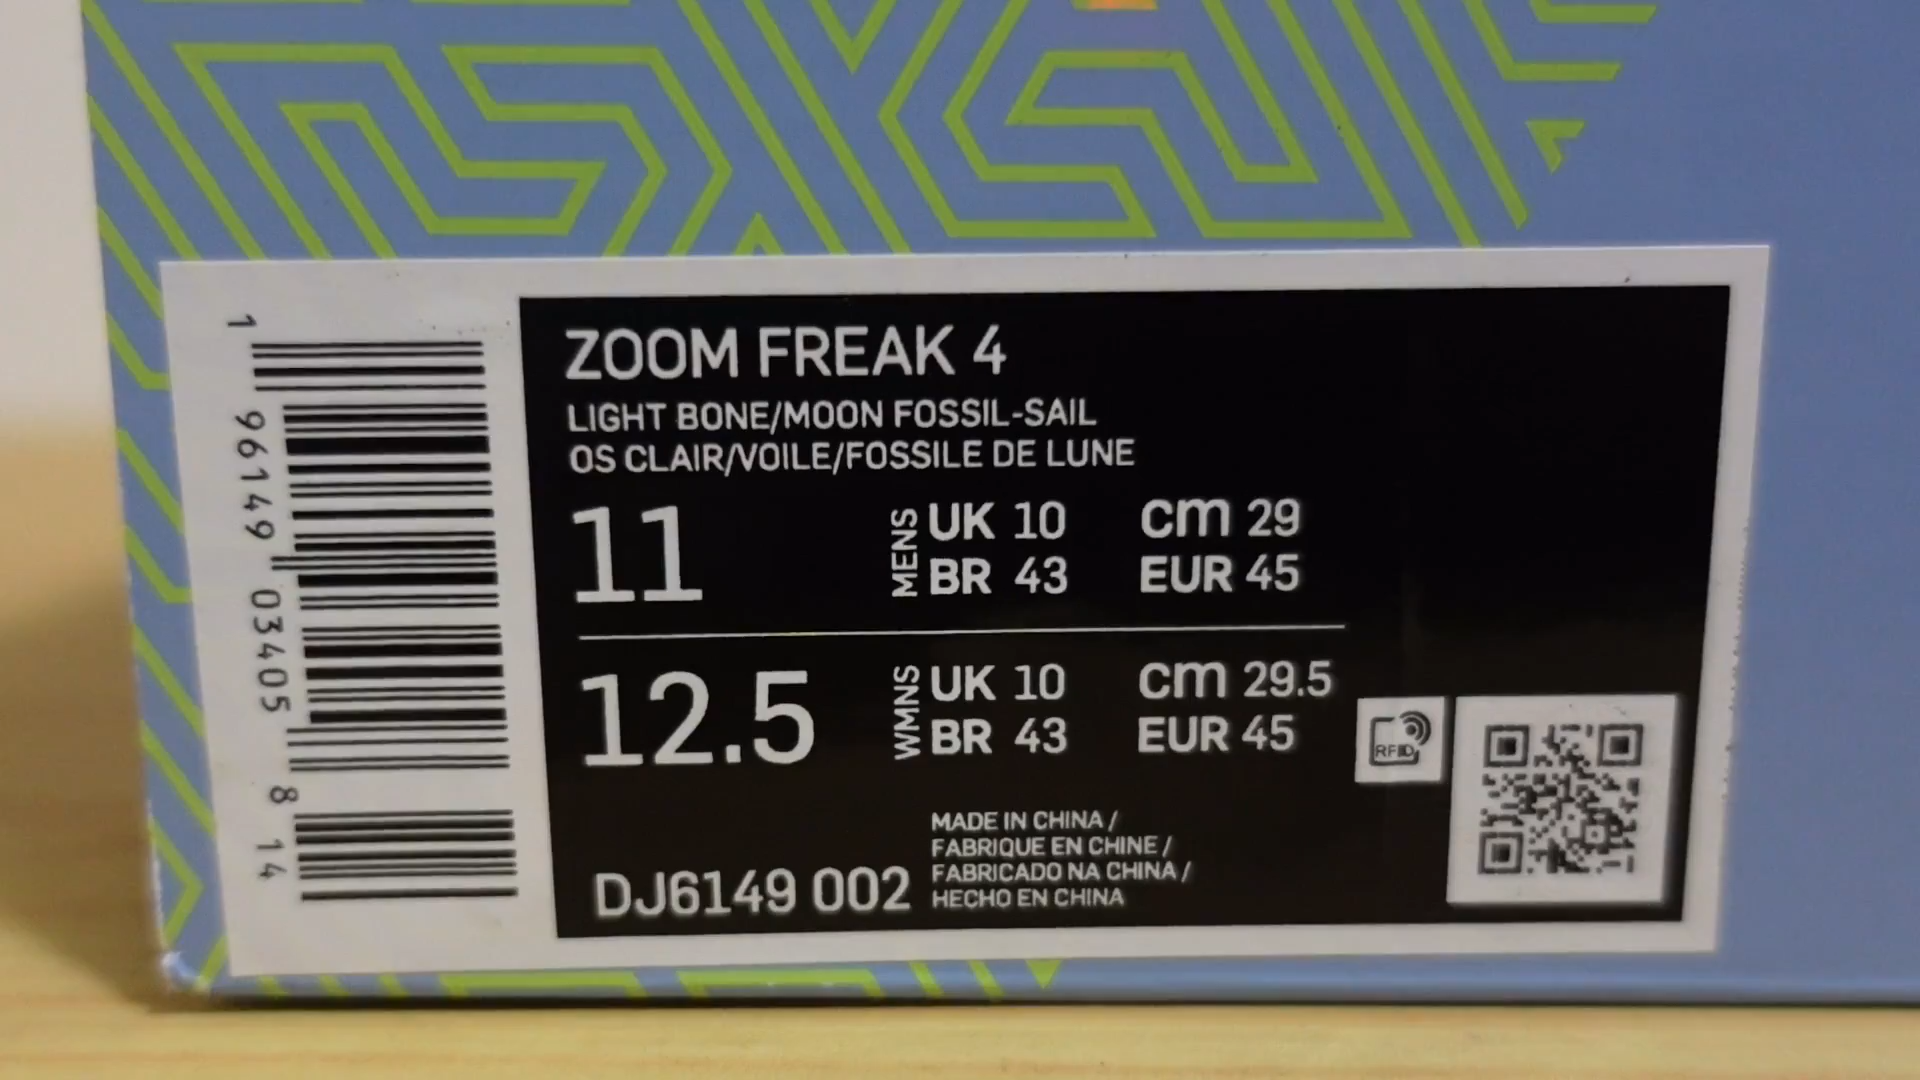 ZOOM FREAK 4
LIGHT BONE/MOON FOSSIL-SAIL
OS CLAIR/VOILE/FOSSILE DE LUNE
11 MENS UK 10 cm 29
BR 43 EUR 45
12.5 WMNS UK 10 cm 29.5
BR 43 EUR 45
RFID
MADE IN CHINA /
FABRIQUE EN CHINE /
FABRICADO NA CHINA /
HECHO EN CHINA
DJ6149 002
1 96149 03405 8 14